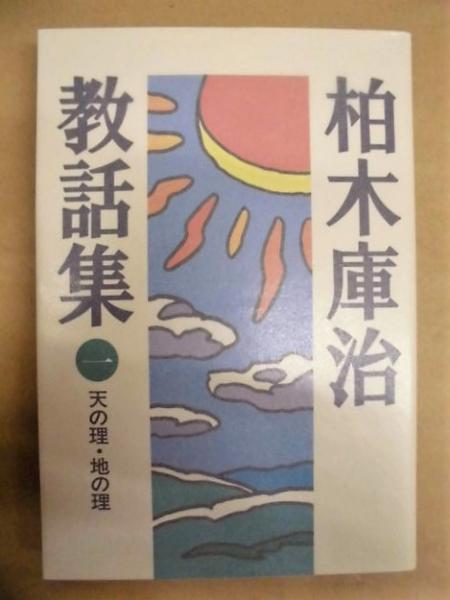 柏木庫治
教話集
一
天の理・地の理